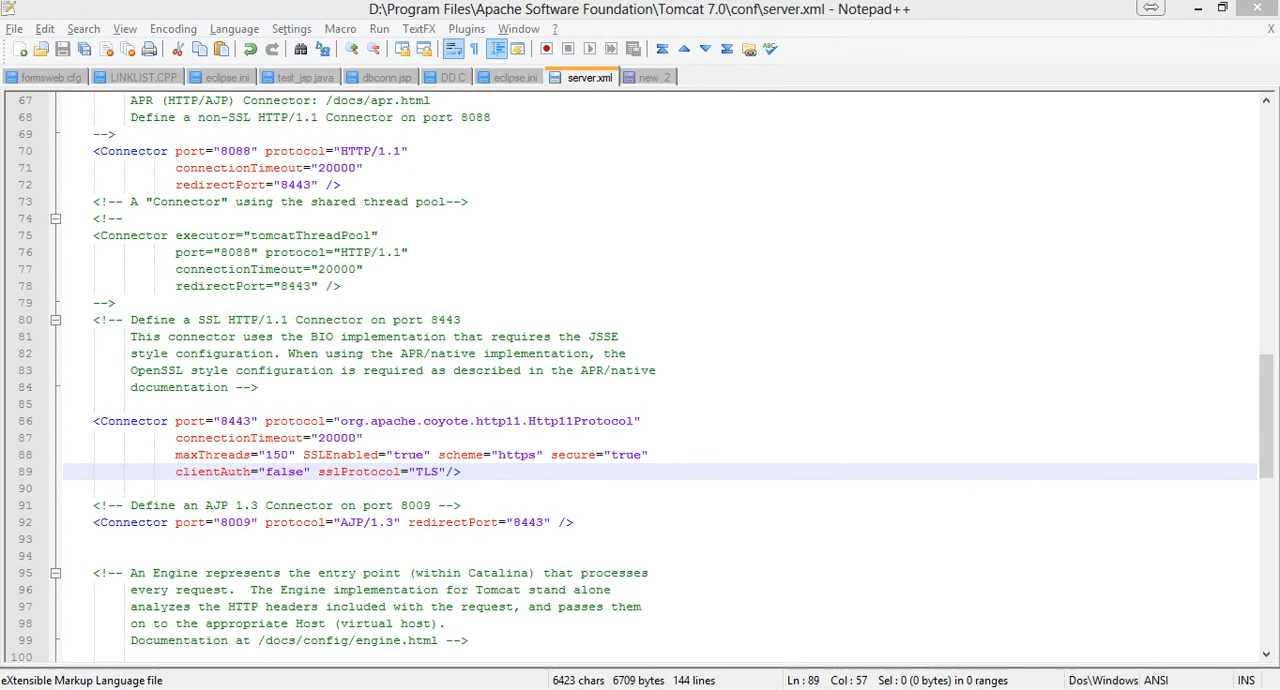 D:\Program Files\Apache Software Foundation\Tomcat 7.0\conf\server.xml - Notepad++
File Edit Search View Encoding Language Settings Macro Run TextFX Plugins Window ? X
fomsweb.cfg LINKLIST.CPP eclipse.ini test_jsp.java dbconn.jsp DD.C eclipse.ini server.xml new 2
67 APR (HTTP/AJP) Connector: /docs/apr.html
68 Define a non-SSL HTTP/1.1 Connector on port 8088
69 -->
70 <Connector port="8088" protocol="HTTP/1.1"
71 connectionTimeout="20000"
72 redirectPort="8443" />
73 <!-- A "Connector" using the shared thread pool-->
74 <!--
75 <Connector executor="tomcatThreadPool"
76 port="8088" protocol="HTTP/1.1"
77 connectionTimeout="20000"
78 redirectPort="8443" />
79 -->
80 <!-- Define a SSL HTTP/1.1 Connector on port 8443
81 This connector uses the BIO implementation that requires the JSSE
82 style configuration. When using the APR/native implementation, the
83 OpenSSL style configuration is required as described in the APR/native
84 documentation -->
85
86 <Connector port="8443" protocol="org.apache.coyote.http11.Http11Protocol"
87 connectionTimeout="20000"
88 maxThreads="150" SSLEnabled="true" scheme="https" secure="true"
89 clientAuth="false" sslProtocol="TLS"/>
90
91 <!-- Define an AJP 1.3 Connector on port 8009 -->
92 <Connector port="8009" protocol="AJP/1.3" redirectPort="8443" />
93
94
95 <!-- An Engine represents the entry point (within Catalina) that processes
96 every request.  The Engine implementation for Tomcat stand alone
97 analyzes the HTTP headers included with the request, and passes them
98 on to the appropriate Host (virtual host).
99 Documentation at /docs/config/engine.html -->
100
eXtensible Markup Language file 6423 chars 6709 bytes 144 lines Ln : 89 Col : 57 Sel : 0 (0 bytes) in 0 ranges Dos\Windows ANSI INS